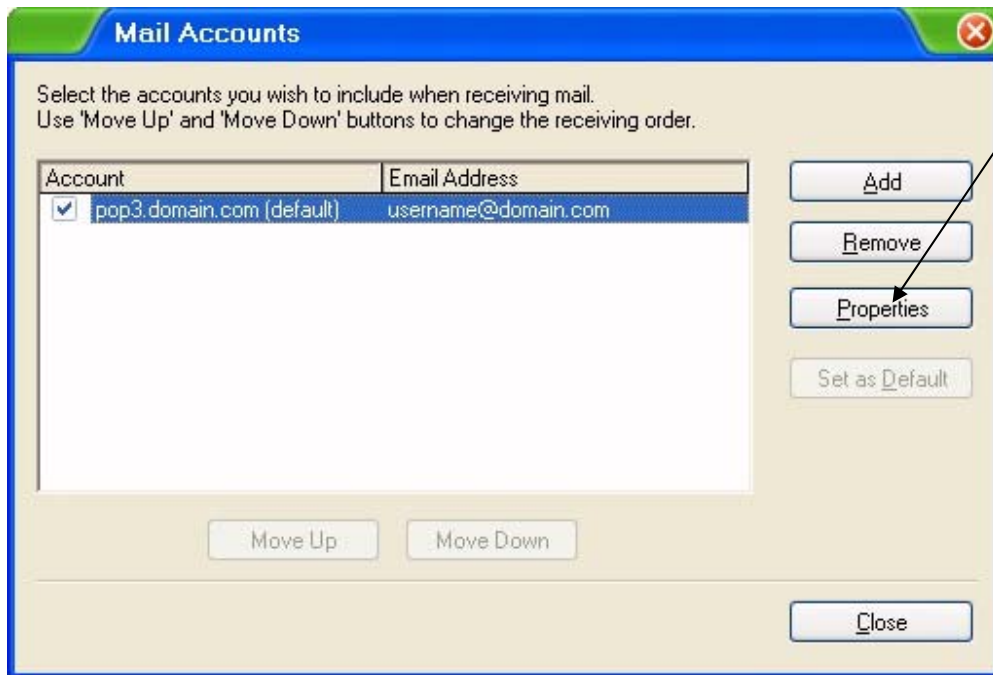 Mail Accounts
Select the accounts you wish to include when receiving mail.
Use 'Move Up' and 'Move Down' buttons to change the receiving order.
Account Email Address
pop3.domain.com (default) username@domain.com
Add
Remove
Properties
Set as Default
Move Up Move Down
Close